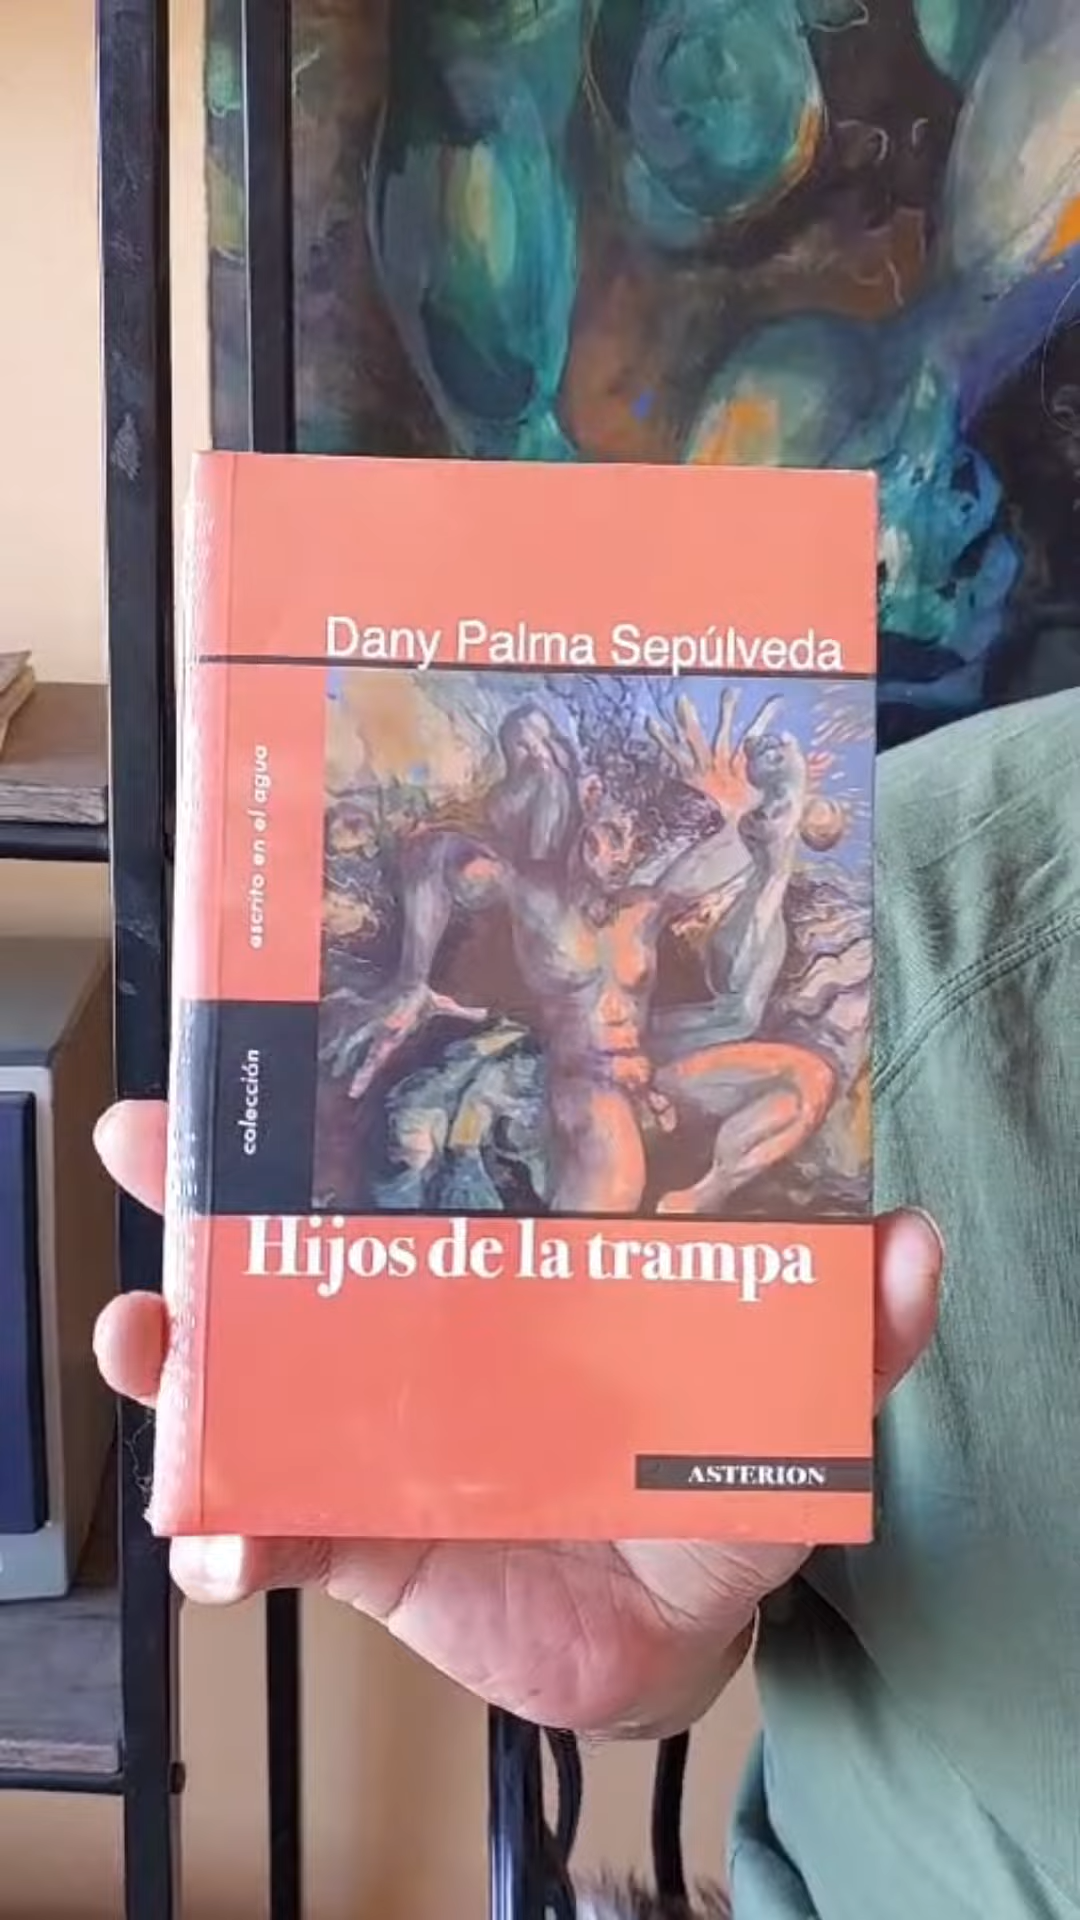 Dany Palma Sepúlveda
escrito en el agua
colección
Hijos de la trampa
ASTERION